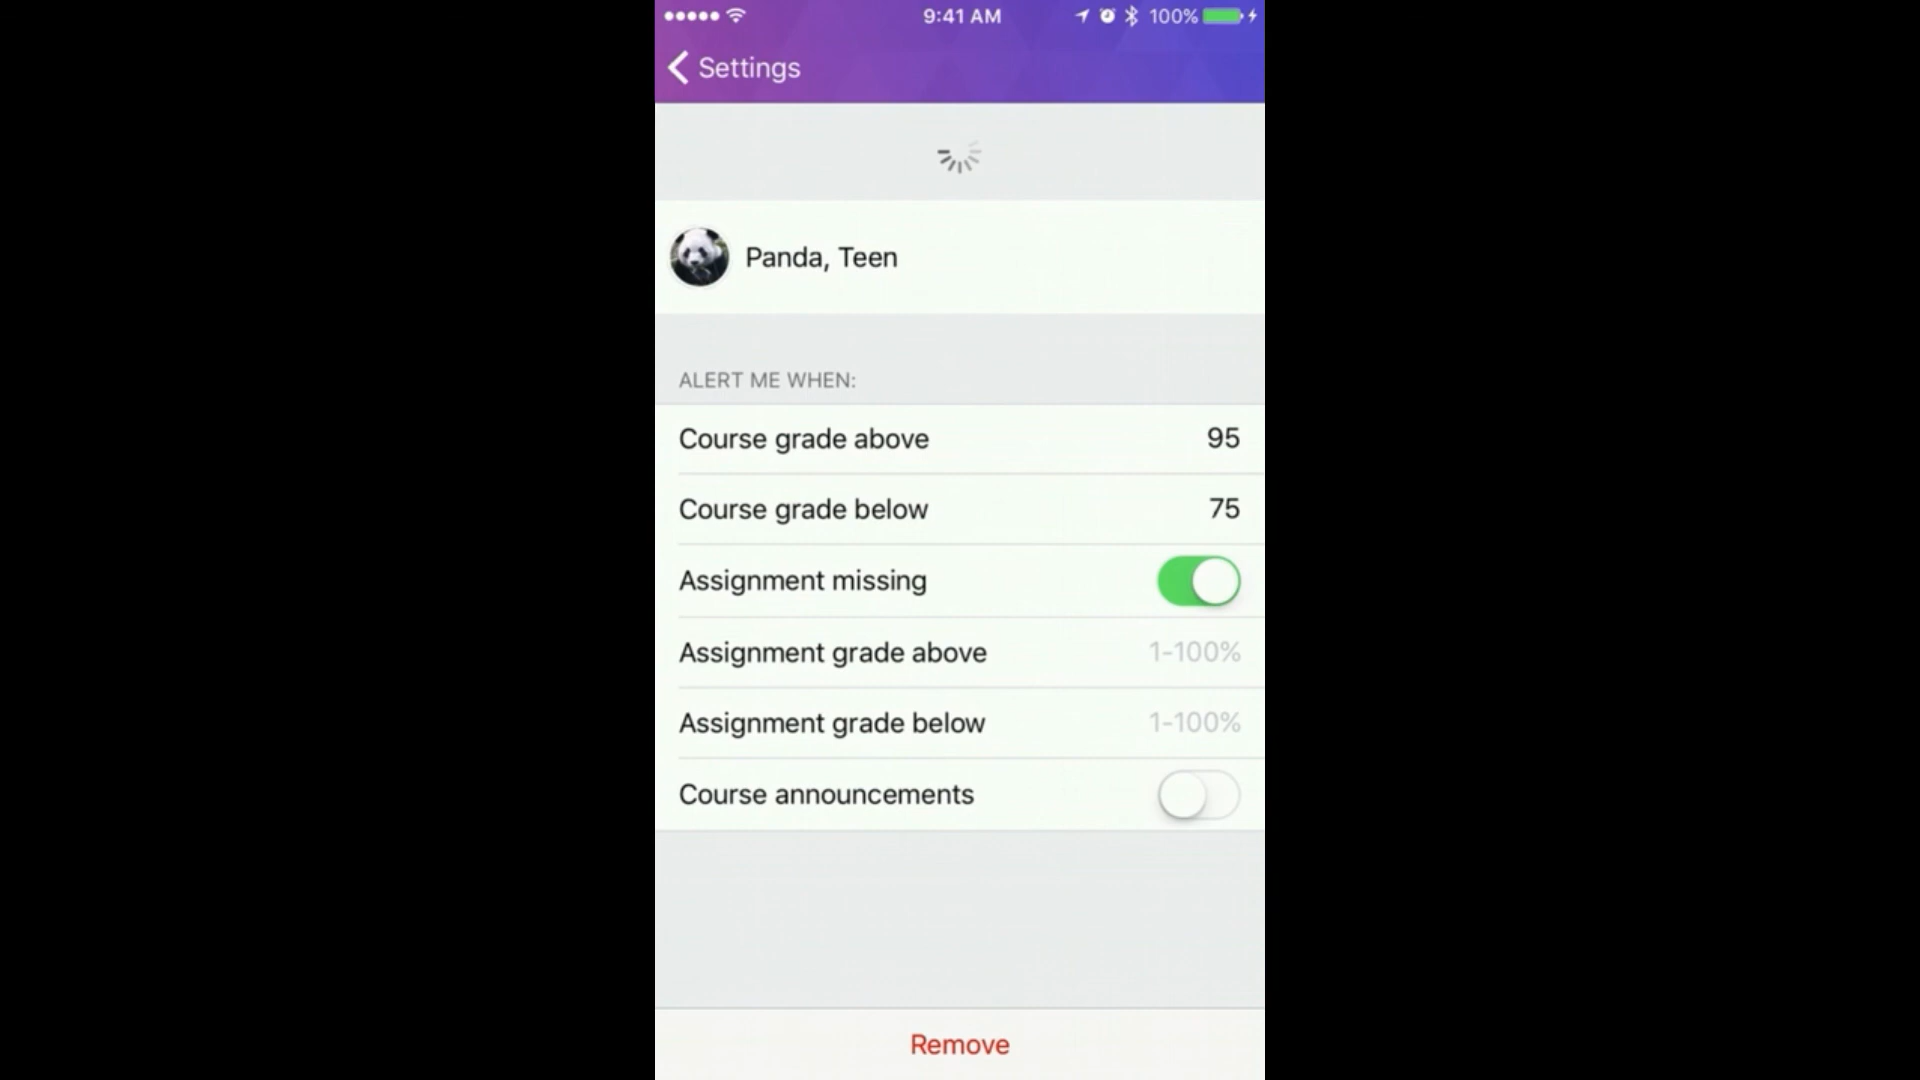 9:41 AM 100%
Settings
Panda, Teen
ALERT ME WHEN:
Course grade above 95
Course grade below 75
Assignment missing
Assignment grade above 1-100%
Assignment grade below 1-100%
Course announcements
Remove